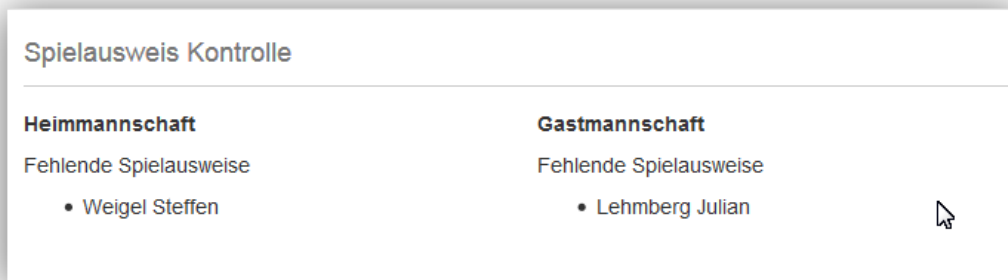 Spielausweis Kontrolle
Heimmannschaft
Fehlende Spielausweise
• Weigel Steffen
Gastmannschaft
Fehlende Spielausweise
• Lehmberg Julian